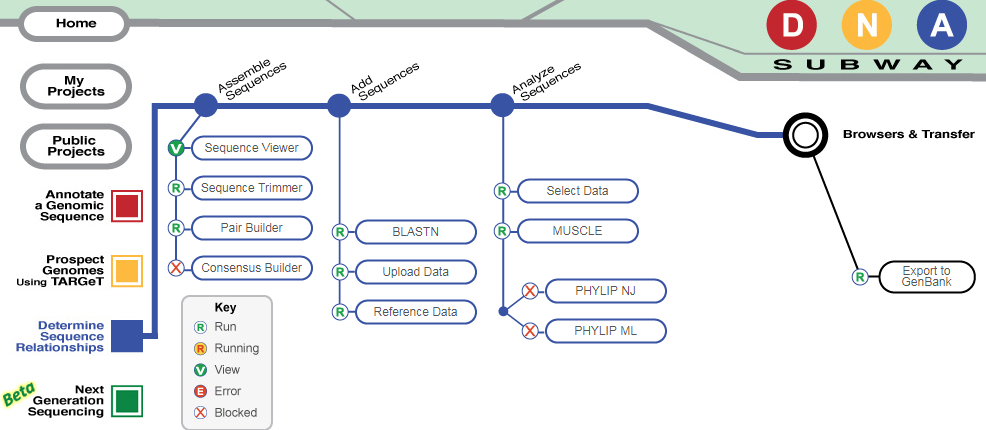 Home
D N A
SUBWAY
My
Projects
Public
Projects
Assemble
Sequences
Add
Sequences
Analyze
Sequences
Browsers & Transfer
V
Sequence Viewer
R
Sequence Trimmer
R
Pair Builder
X
Consensus Builder
R
BLASTN
R
Upload Data
R
Reference Data
R
Select Data
R
MUSCLE
PHYLIP NJ
PHYLIP ML
R
Export to
GenBank
Annotate
a Genomic
Sequence
Prospect
Genomes
Using TARGeT
Determine
Sequence
Relationships
Beta
Next
Generation
Sequencing
Key
R Run
R Running
V View
E Error
Blocked